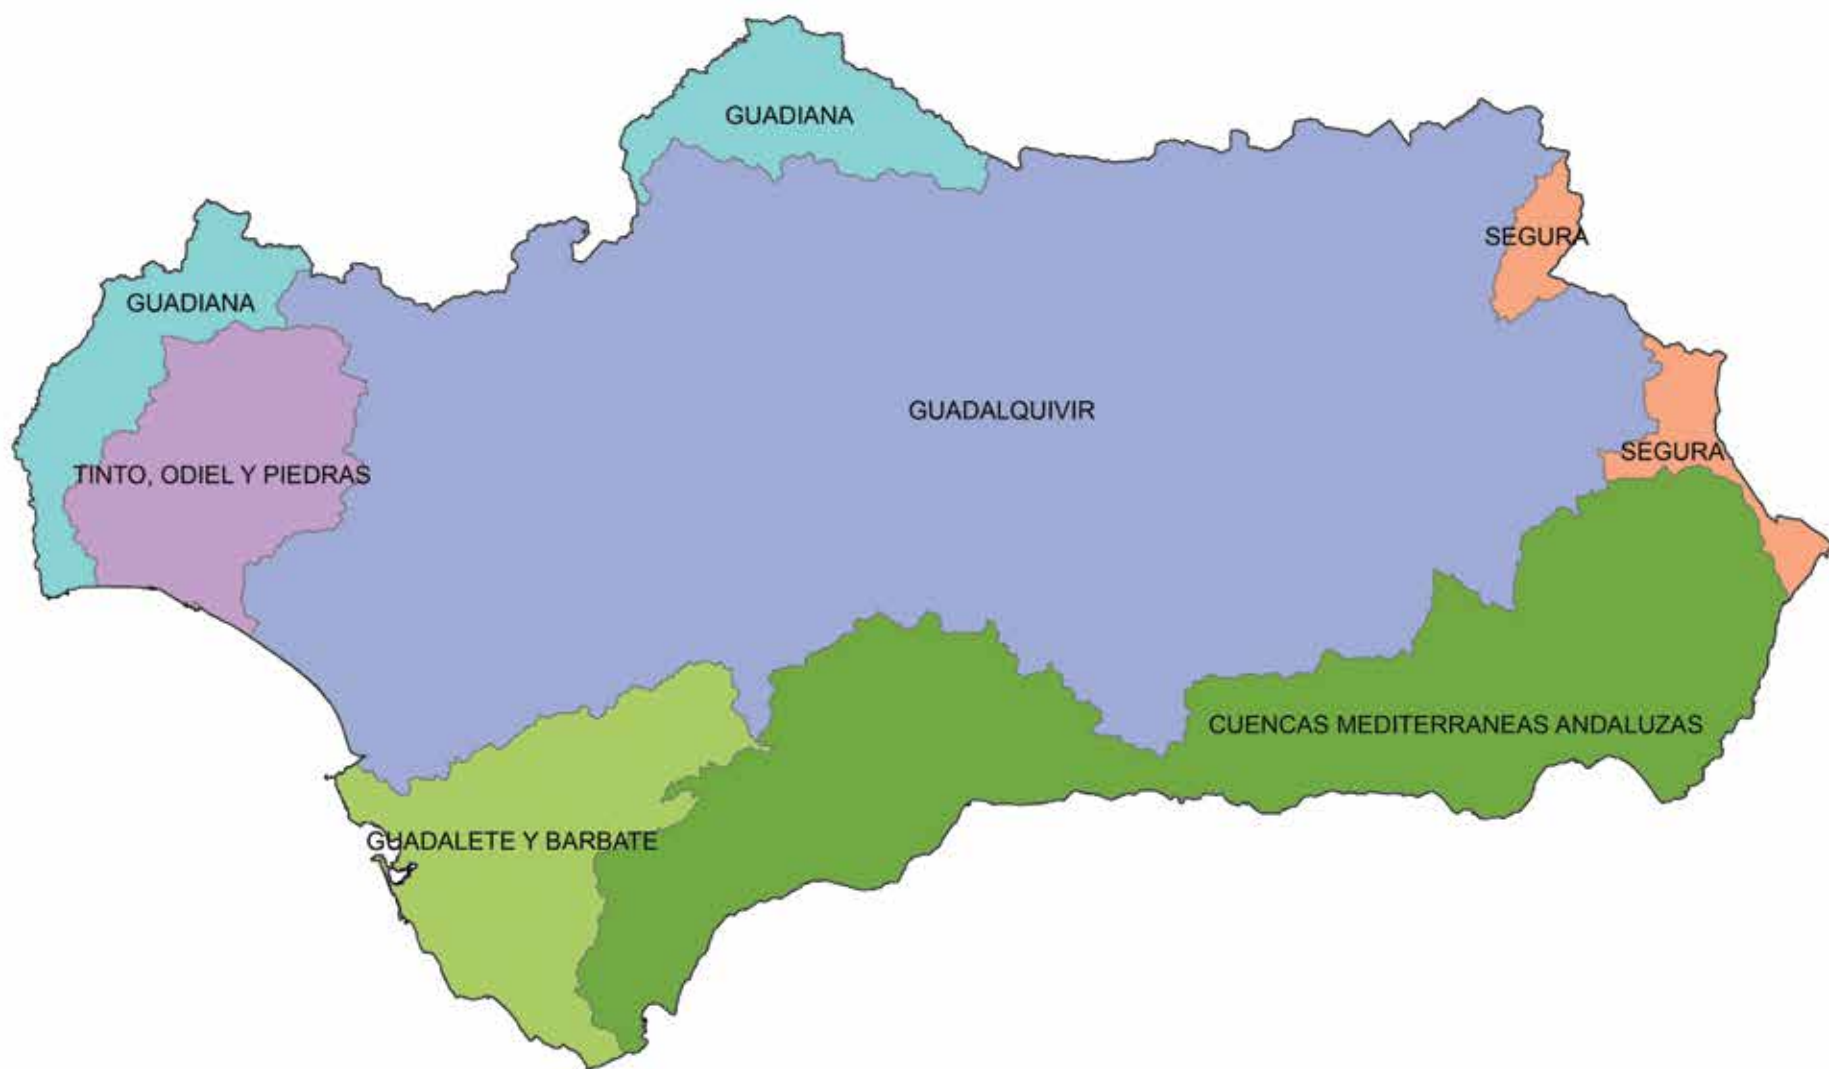 GUADIANA
SEGURA
GUADIANA
GUADALQUIVIR
SEGURA
TINTO, ODIEL Y PIEDRAS
CUENCAS MEDITERRANEAS ANDALUZAS
GUADALETE Y BARBATE